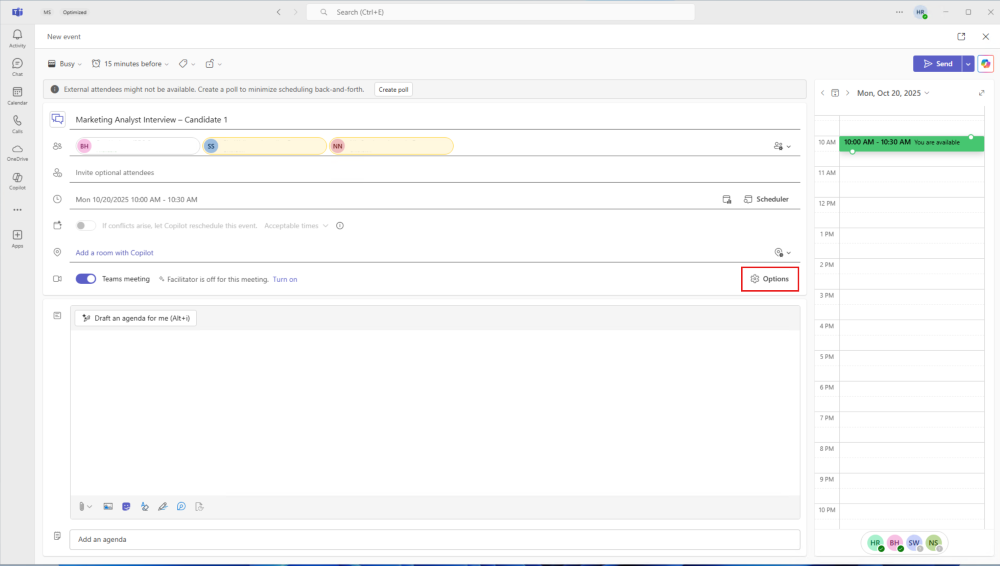 MS Optimized Search (Ctrl+E) HR
Activity
Chat
Calendar
Calls
OneDrive
Copilot
Apps
New event
Busy 15 minutes before Send
External attendees might not be available. Create a poll to minimize scheduling back-and-forth. Create poll
Marketing Analyst Interview – Candidate 1
BH SS NN
Invite optional attendees
Mon 10/20/2025 10:00 AM - 10:30 AM Scheduler
If conflicts arise, let Copilot reschedule this event. Acceptable times
Add a room with Copilot
Teams meeting Facilitator is off for this meeting. Turn on Options
Draft an agenda for me (Alt+i)
Add an agenda
Mon, Oct 20, 2025
10 AM 10:00 AM - 10:30 AM You are available
11 AM
12 PM
1 PM
2 PM
3 PM
4 PM
5 PM
6 PM
7 PM
8 PM
9 PM
10 PM
HR BH SW NS